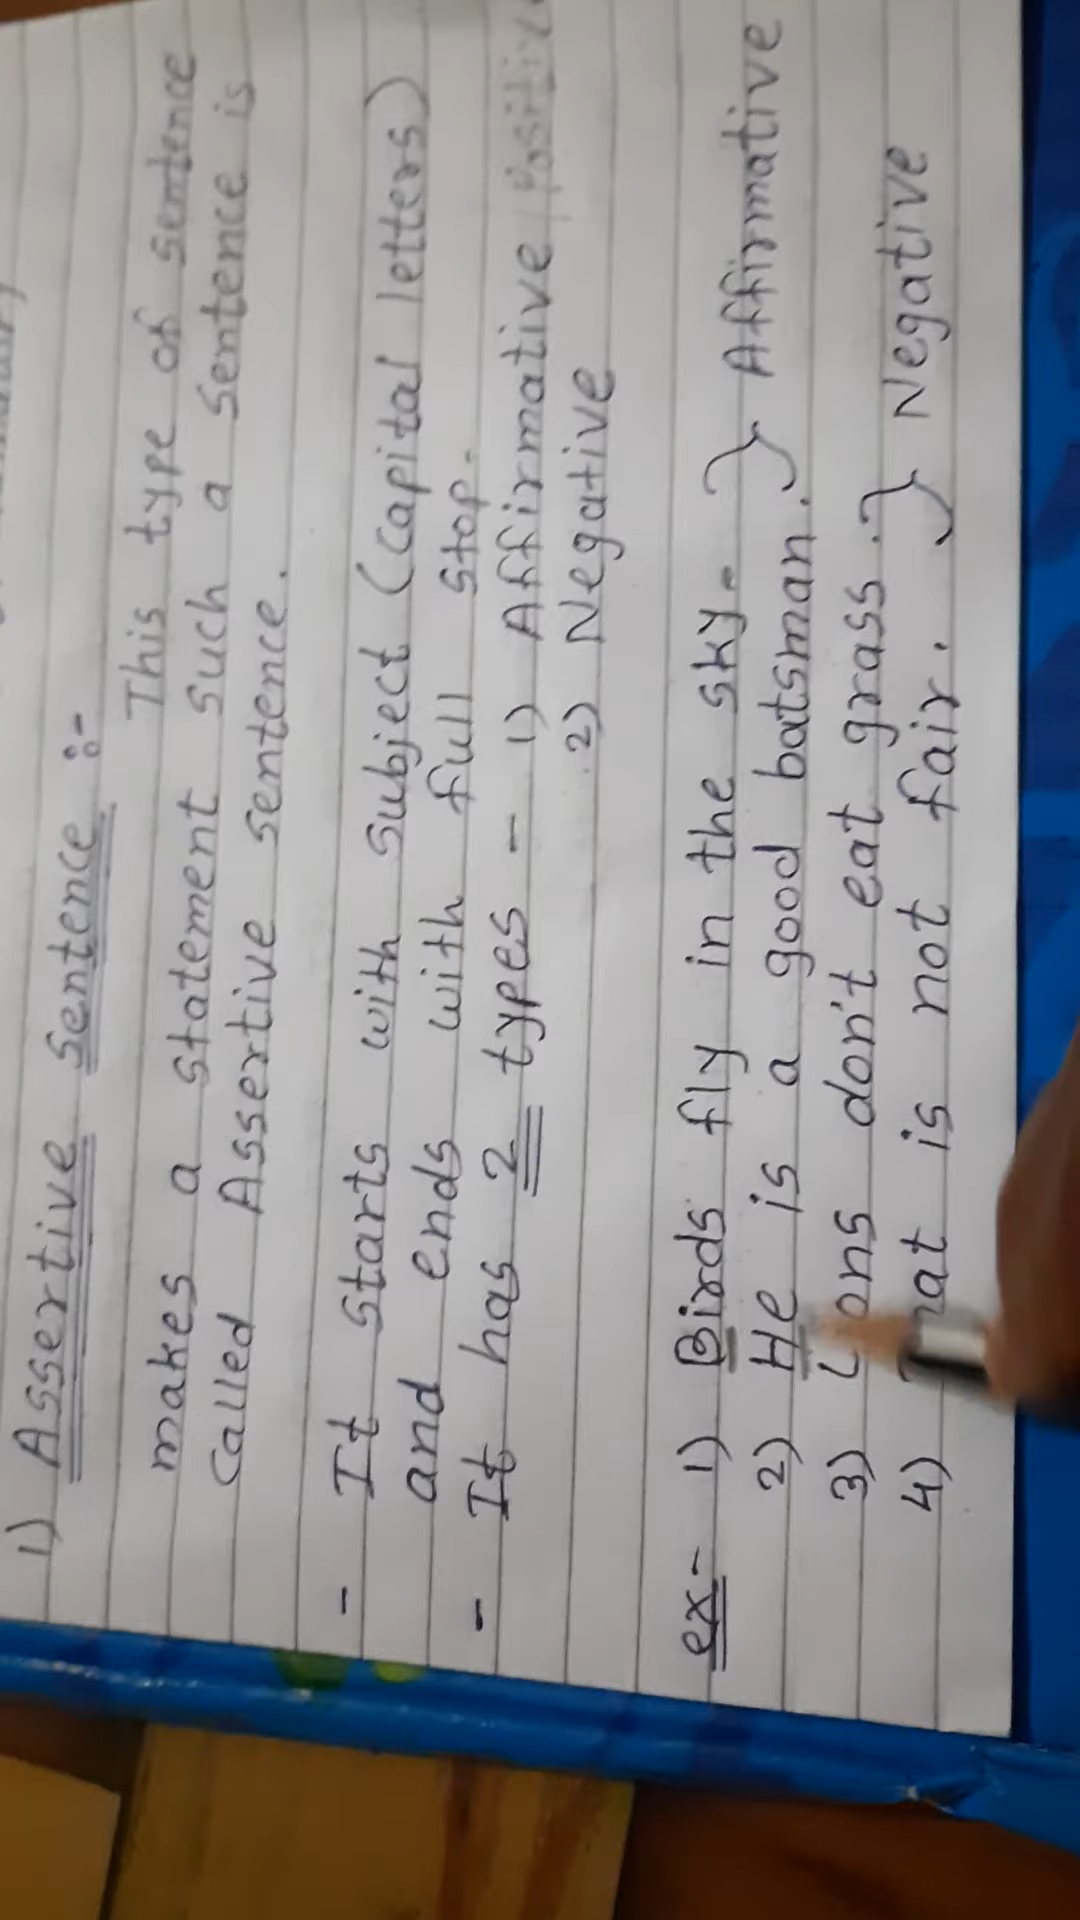 1) Assertive sentence :-
This type of sentence
makes a statement such a sentence is
called Assertive sentence.
- It starts with subject (capital letters)
and ends with full stop.
- It has 2 types - 1) Affirmative / Positive
2) Negative
ex- 1) Birds fly in the sky.
2) He is a good batsman. } Affirmative
3) ons don't eat grass.
4) hat is not fair. } Negative